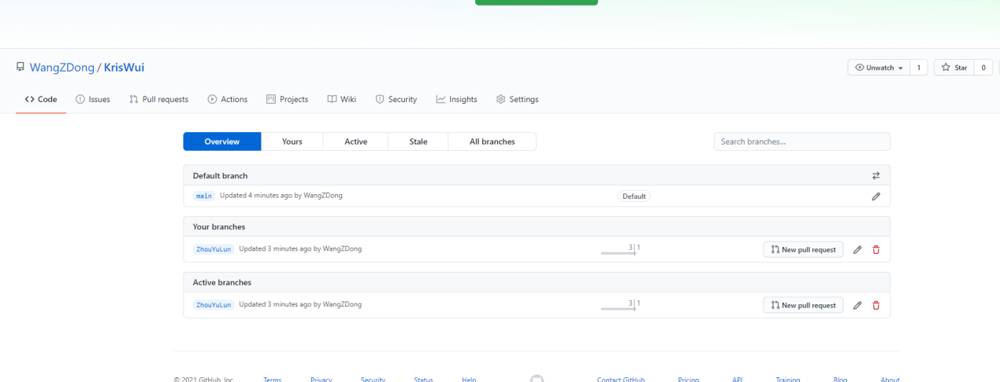 WangZDong / KrisWui
Unwatch 1 Star 0
Code Issues Pull requests Actions Projects Wiki Security Insights Settings
Overview Yours Active Stale All branches Search branches...
Default branch
main Updated 4 minutes ago by WangZDong Default
Your branches
ZhouYuLun Updated 3 minutes ago by WangZDong 3 1 New pull request
Active branches
ZhouYuLun Updated 3 minutes ago by WangZDong 3 1 New pull request
© 2021 GitHub, Inc. Terms Privacy Security Status Help Contact GitHub Pricing API Training Blog About